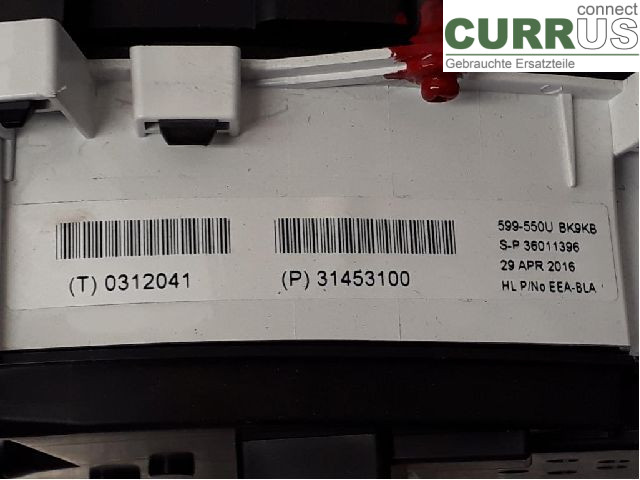 connect
CURRUS
Gebrauchte Ersatzteile
599-550U BK9KB
S-P 36011396
29 APR 2016
HL P/No EEA-BLA
(T) 0312041
(P) 31453100